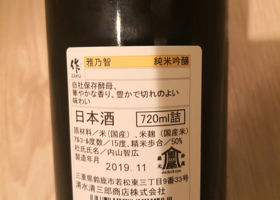 作
ZAKU
雅乃智 純米吟醸
自社保存酵母、
華やかな香り、豊かで切れのよい
味わい
日本酒 720ml詰
原材料/米(国産)、米麹(国産米)
アルコール度数/15度、精米歩合/50%
杜氏氏名/内山智広
製造年月
2019.11
三重県鈴鹿市若松東三丁目9番33号
清水清三郎商店株式会社